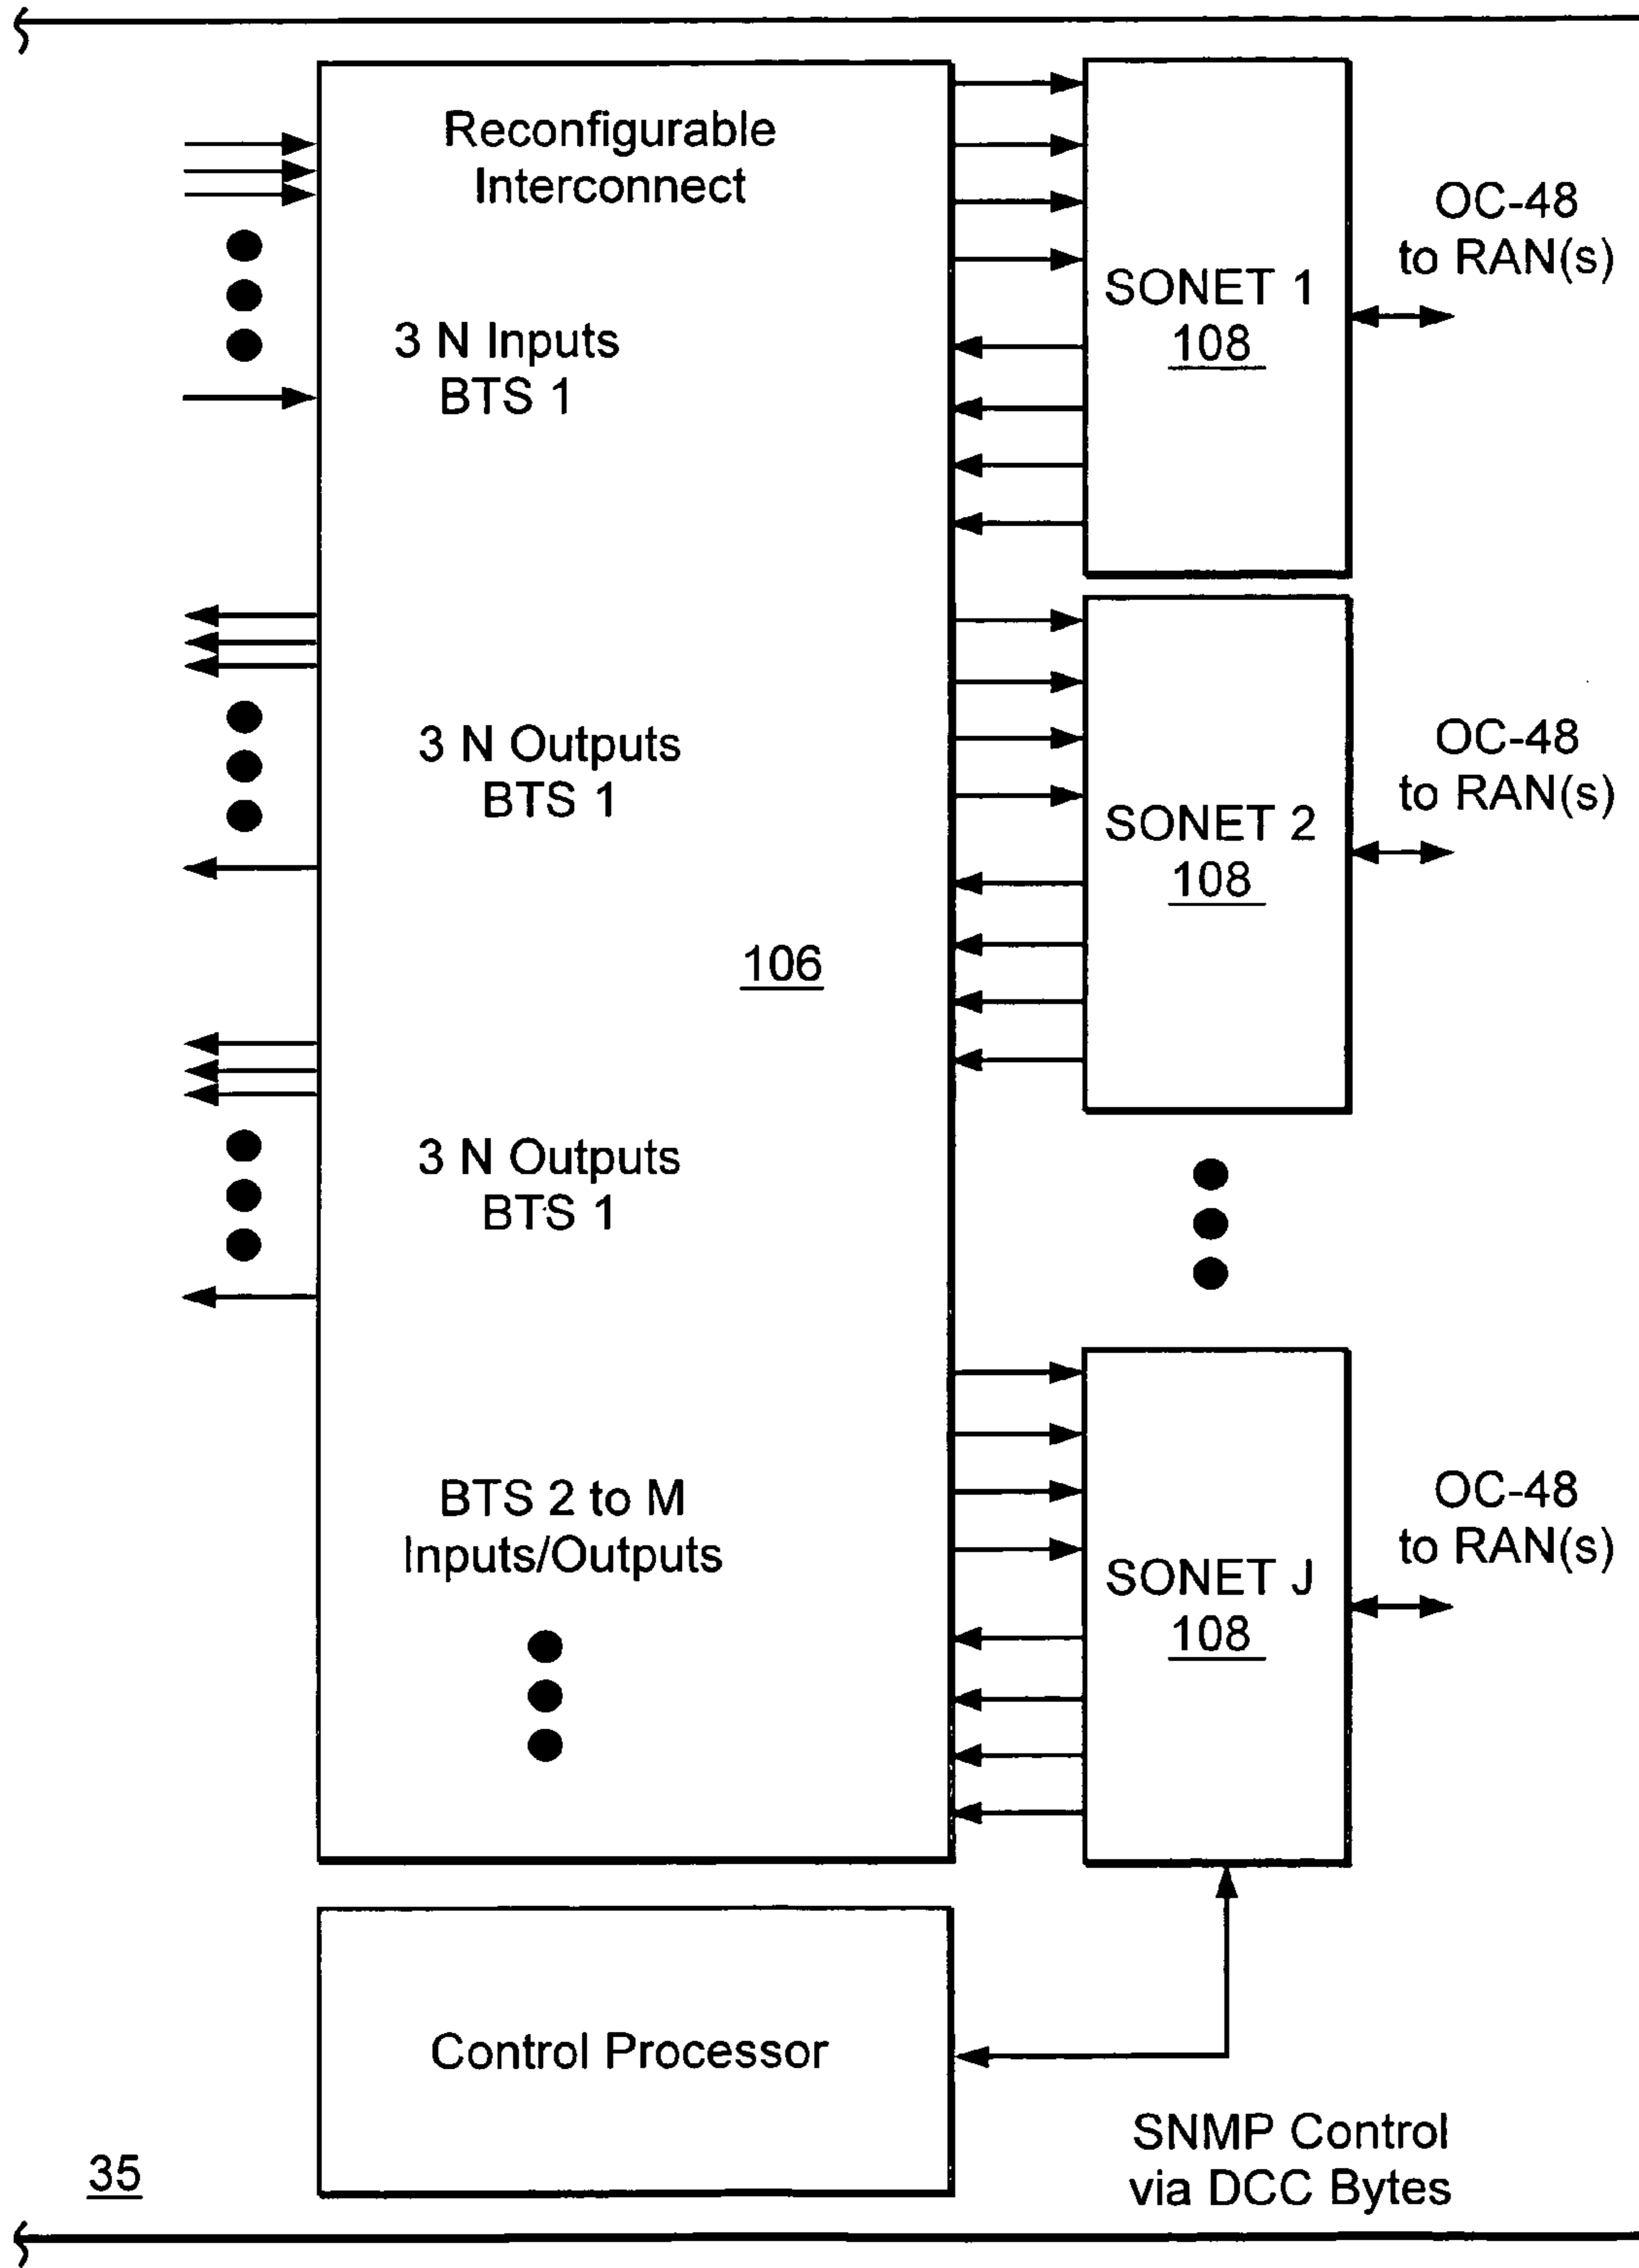 Reconfigurable
Interconnect
3 N Inputs
BTS 1
3 N Outputs
BTS 1
106
3 N Outputs
BTS 1
BTS 2 to M
Inputs/Outputs
SONET 1
108
OC-48
to RAN(s)
SONET 2
108
OC-48
to RAN(s)
SONET J
108
OC-48
to RAN(s)
Control Processor
SNMP Control
via DCC Bytes
35